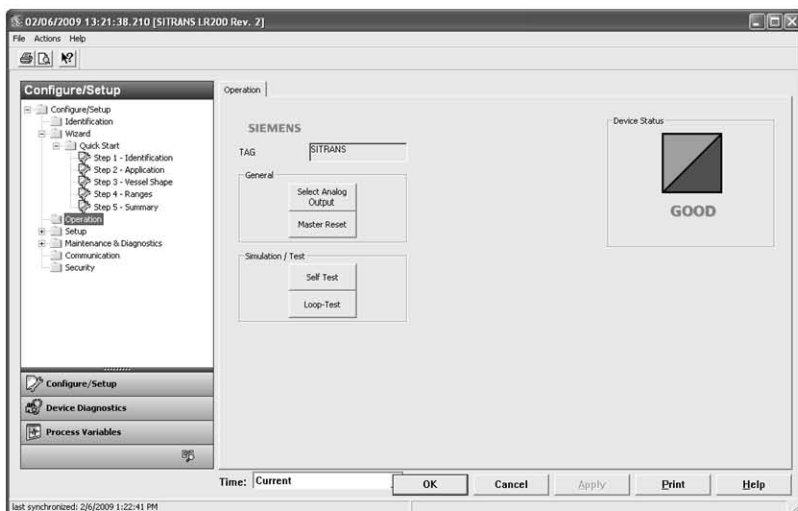 02/06/2009 13:21:38.210 [SITRANS LR200 Rev. 2]
File Actions Help
Configure/Setup
Configure/Setup
Identification
Wizard
Quick Start
Step 1 - Identification
Step 2 - Application
Step 3 - Vessel Shape
Step 4 - Ranges
Step 5 - Summary
Operation
Setup
Maintenance & Diagnostics
Communication
Security
Configure/Setup
Device Diagnostics
Process Variables
Operation
SIEMENS
TAG SITRANS
General
Select Analog
Output
Master Reset
Simulation / Test
Self Test
Loop-Test
Device Status
GOOD
Time: Current OK Cancel Apply Print Help
last synchronized: 2/6/2009 1:22:41 PM